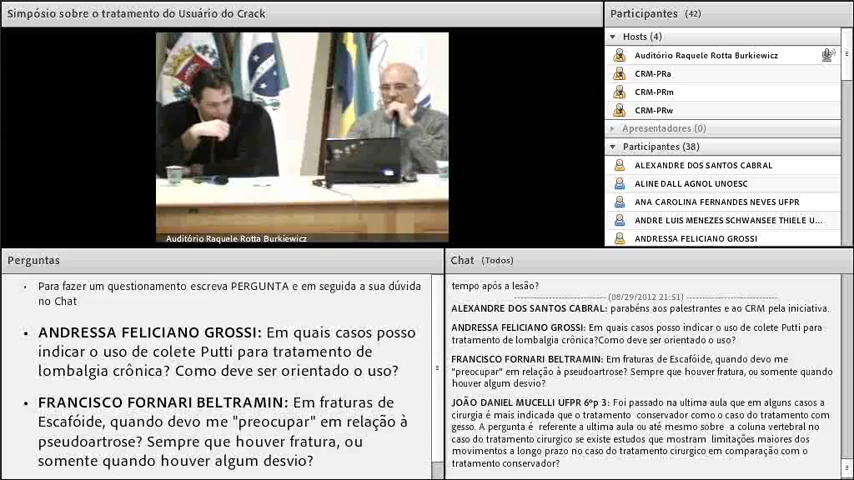 Simpósio sobre o tratamento do Usuário do Crack
Auditório Raquele Rotta Burkiewicz
Participantes (42)
Hosts (4)
Auditório Raquele Rotta Burkiewicz
CRM-PRa
CRM-PRm
CRM-PRw
Apresentadores (0)
Participantes (38)
ALEXANDRE DOS SANTOS CABRAL
ALINE DALL AGNOL UNOESC
ANA CAROLINA FERNANDES NEVES UFPR
ANDRE LUIS MENEZES SCHWANSEE THIELE U...
ANDRESSA FELICIANO GROSSI
Perguntas
Para fazer um questionamento escreva PERGUNTA e em seguida a sua dúvida
no Chat
ANDRESSA FELICIANO GROSSI: Em quais casos posso
indicar o uso de colete Putti para tratamento de
lombalgia crônica? Como deve ser orientado o uso?
FRANCISCO FORNARI BELTRAMIN: Em fraturas de
Escafóide, quando devo me "preocupar" em relação à
pseudoartrose? Sempre que houver fratura, ou
somente quando houver algum desvio?
Chat (Todos)
tempo após a lesão?
(08/29/2012 21:51)
ALEXANDRE DOS SANTOS CABRAL: parabéns aos palestrantes e ao CRM pela iniciativa.
ANDRESSA FELICIANO GROSSI: Em quais casos posso indicar o uso de colete Putti para
tratamento de lombalgia crônica?Como deve ser orientado o uso?
FRANCISCO FORNARI BELTRAMIN: Em fraturas de Escafóide, quando devo me
"preocupar" em relação à pseudoartrose? Sempre que houver fratura, ou somente quando
houver algum desvio?
JOÃO DANIEL MUCELLI UFPR 6ºp 3: Foi passado na ultima aula que em alguns casos a
cirurgia é mais indicada que o tratamento conservador como o caso do tratamento com
gesso. A pergunta é referente a ultima aula ou até mesmo sobre a coluna vertebral no
caso do tratamento cirurgico se existe estudos que mostram limitações maiores dos
movimentos a longo prazo no caso do tratamento cirurgico em comparação com o
tratamento conservador?